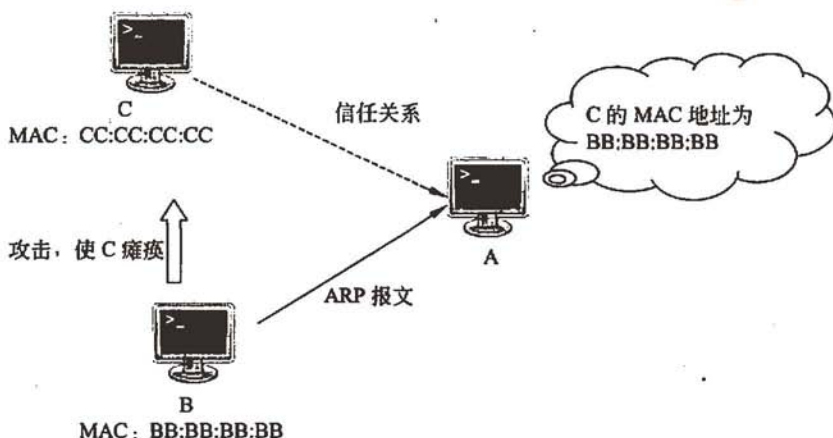 >_
C
MAC：CC:CC:CC:CC
信任关系
C 的 MAC 地址为
BB:BB:BB:BB
>_
A
攻击，使 C 瘫痪
ARP 报文
>_
B
MAC：BB:BB:BB:BB